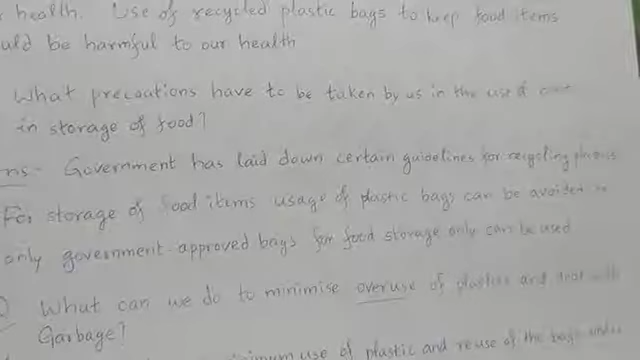 health. Use of recycled plastic bags to keep food items
uld be harmful to our health
What precautions have to be taken by us in the use of
in storage of food?
ns- Government has laid down certain guidelines for recycling plastics
For storage of food items usage of plastic bags can be avoided or
only government-approved bags for food storage only can be used
What can we do to minimise overuse of plastics and deal with
Garbage?
nimum use of plastic and reuse of the bags under